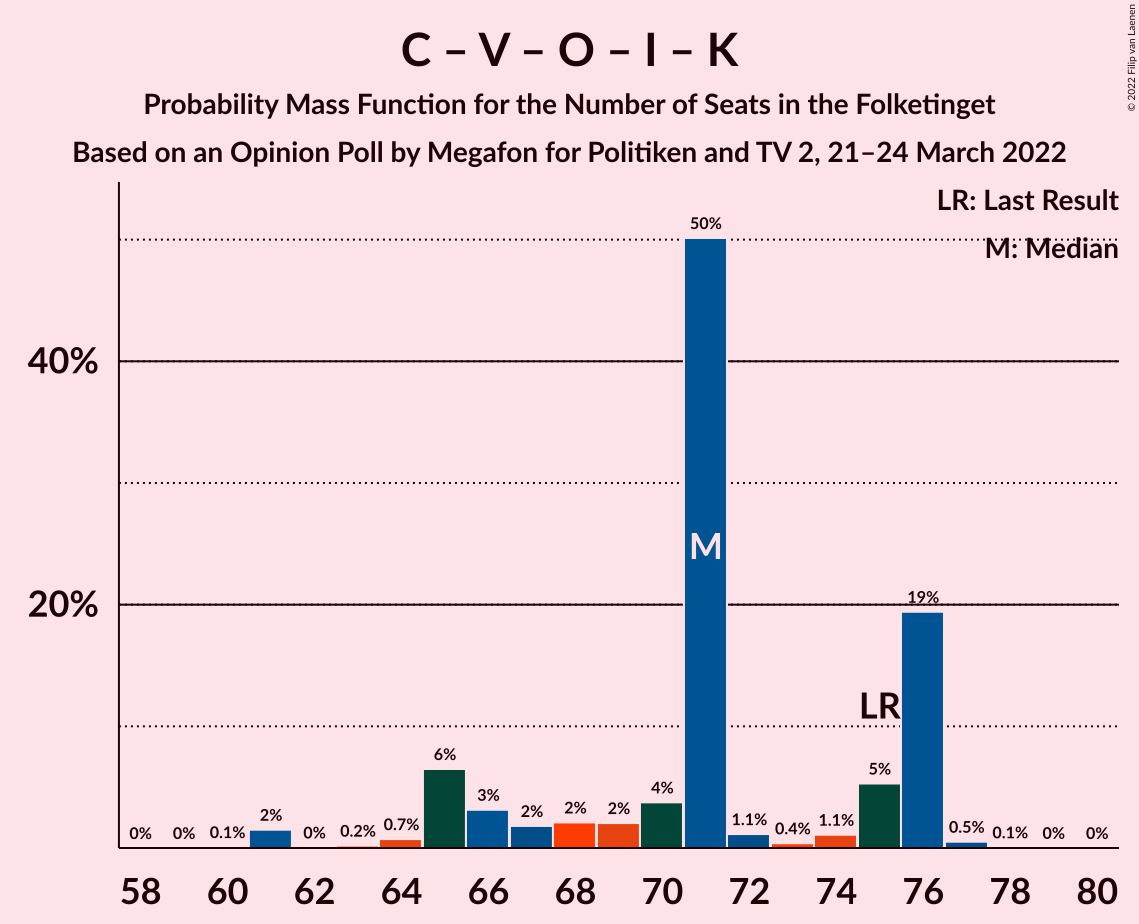 C – V – O – I – K
Probability Mass Function for the Number of Seats in the Folketinget
Based on an Opinion Poll by Megafon for Politiken and TV 2, 21–24 March 2022
© 2022 Filip van Laenen
LR: Last Result
M: Median
40%
20%
0% 0% 0.1% 2% 0% 0.2% 0.7% 6% 3% 2% 2% 2% 4% 50% 1.1% 0.4% 1.1% 5% 19% 0.5% 0.1% 0% 0%
M
LR
58 60 62 64 66 68 70 72 74 76 78 80